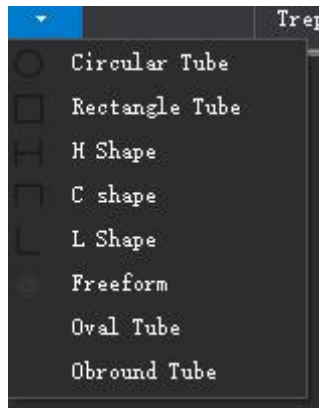 Trep
Circular Tube
Rectangle Tube
H Shape
C shape
L Shape
Freeform
Oval Tube
Obround Tube